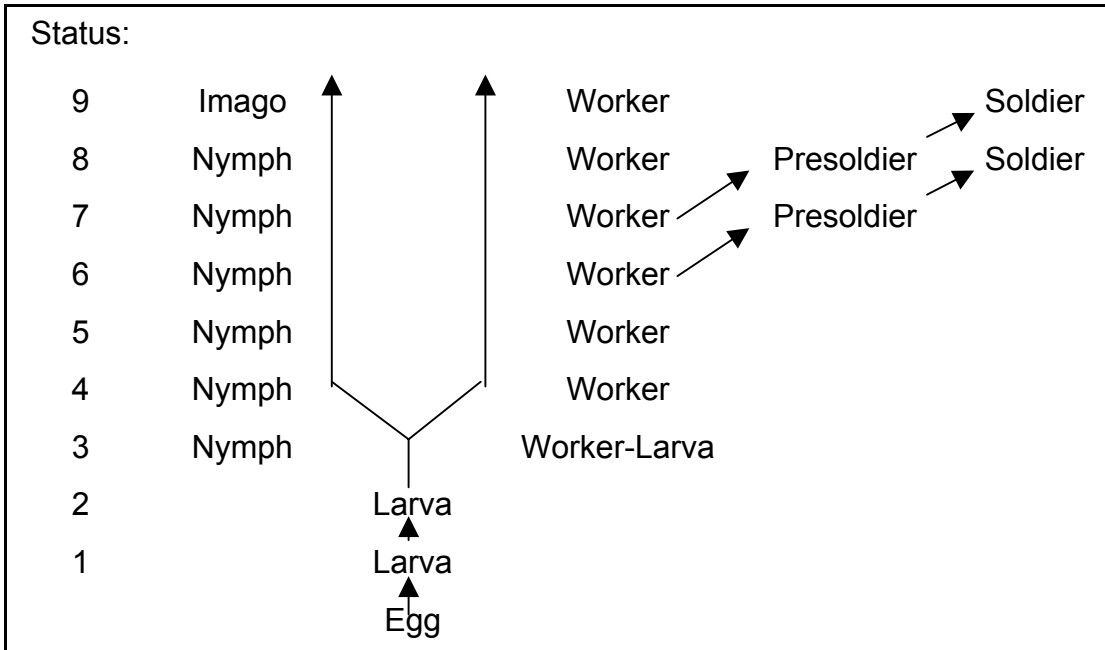 Status:
9 Imago Worker Soldier
8 Nymph Worker Presoldier Soldier
7 Nymph Worker Presoldier
6 Nymph Worker
5 Nymph Worker
4 Nymph Worker
3 Nymph Worker-Larva
2 Larva
1 Larva
Egg